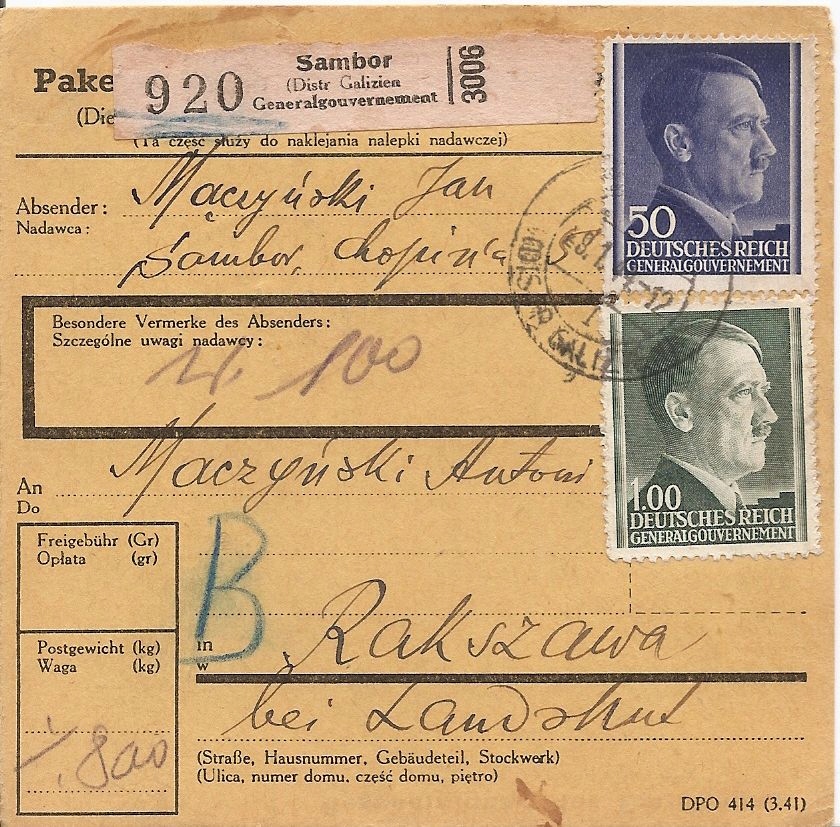 Pake
(Die
920
Sambor
(Distr Galizien
Generalgouvernement
3006
(Ta część służy do naklejania nalepki nadawczej)
50
DEUTSCHES REICH
GENERALGOUVERNEMENT
Absender: Mączyński Jan
Nadawca:
Sambor, Chopina 5
Besondere Vermerke des Absenders:
Szczególne uwagi nadawcy:
100
1.00
DEUTSCHES REICH
GENERALGOUVERNEMENT
An Maczyński Antoni
Do
Freigebühr (Gr)
Opłata (gr)
B
Postgewicht (kg)
Waga (kg)
in Rakszawa
w
bei Landshut
800
(Straße, Hausnummer, Gebäudeteil, Stockwerk)
(Ulica, numer domu, część domu, piętro)
DPO 414 (3.41)